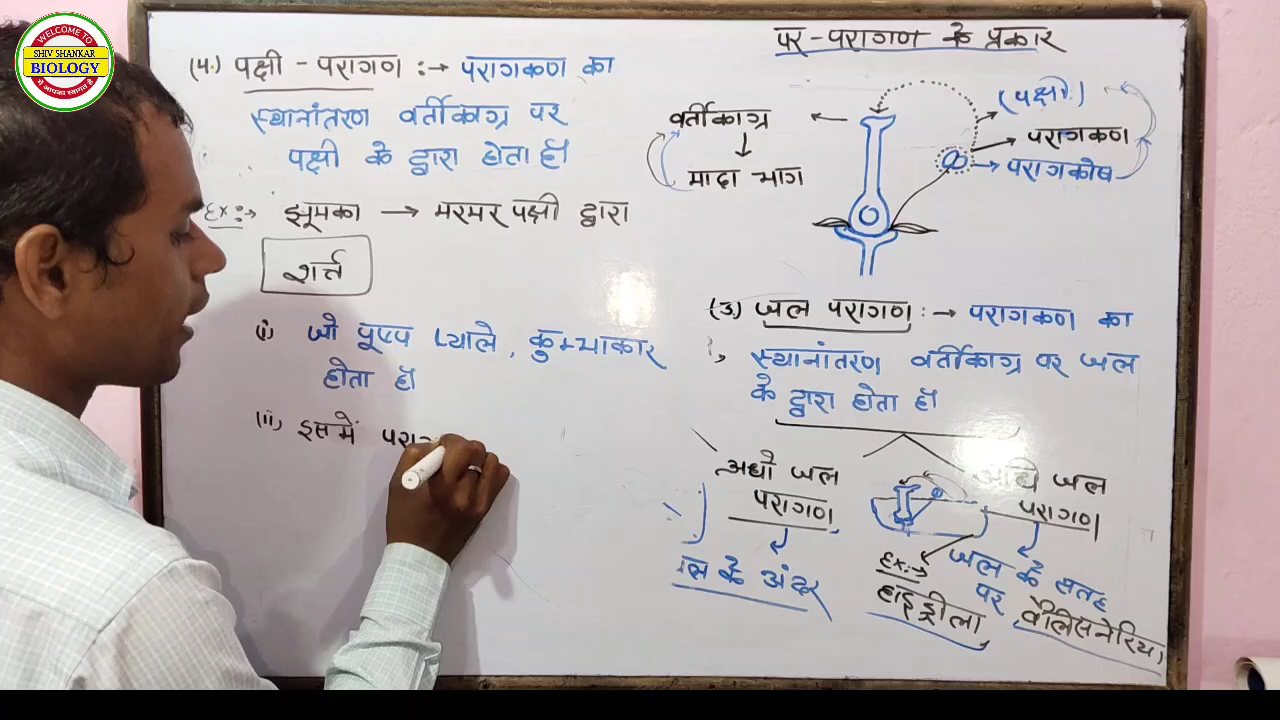 WELCOME TO
SHIV SHANKAR
BIOLOGY
में आपका स्वागत है
पर-परागण के प्रकार
(4.) पक्षी-परागण :→ परागकण का
स्थानांतरण वर्तीकाग्र पर
पक्षी के द्वारा होता है।
Ex:→ झूमका → मरमर पक्षी द्वारा
शर्त्त
(i) जो पूष्प प्याले, कुम्भाकार
होता है।
(ii) इसमें
वर्तीकाग्र ←
↓
मादा भाग
(पक्षी)
परागकण
परागकोष
(3) जल परागण :→ परागकण का
स्थानांतरण वर्तीकाग्र पर जल
के द्वारा होता है।
अधो जल
परागण
के अंदर
जल
परागण
जल के सतह
पर
Ex:→
हाइड्रीला,
वैलिसनेरिया,